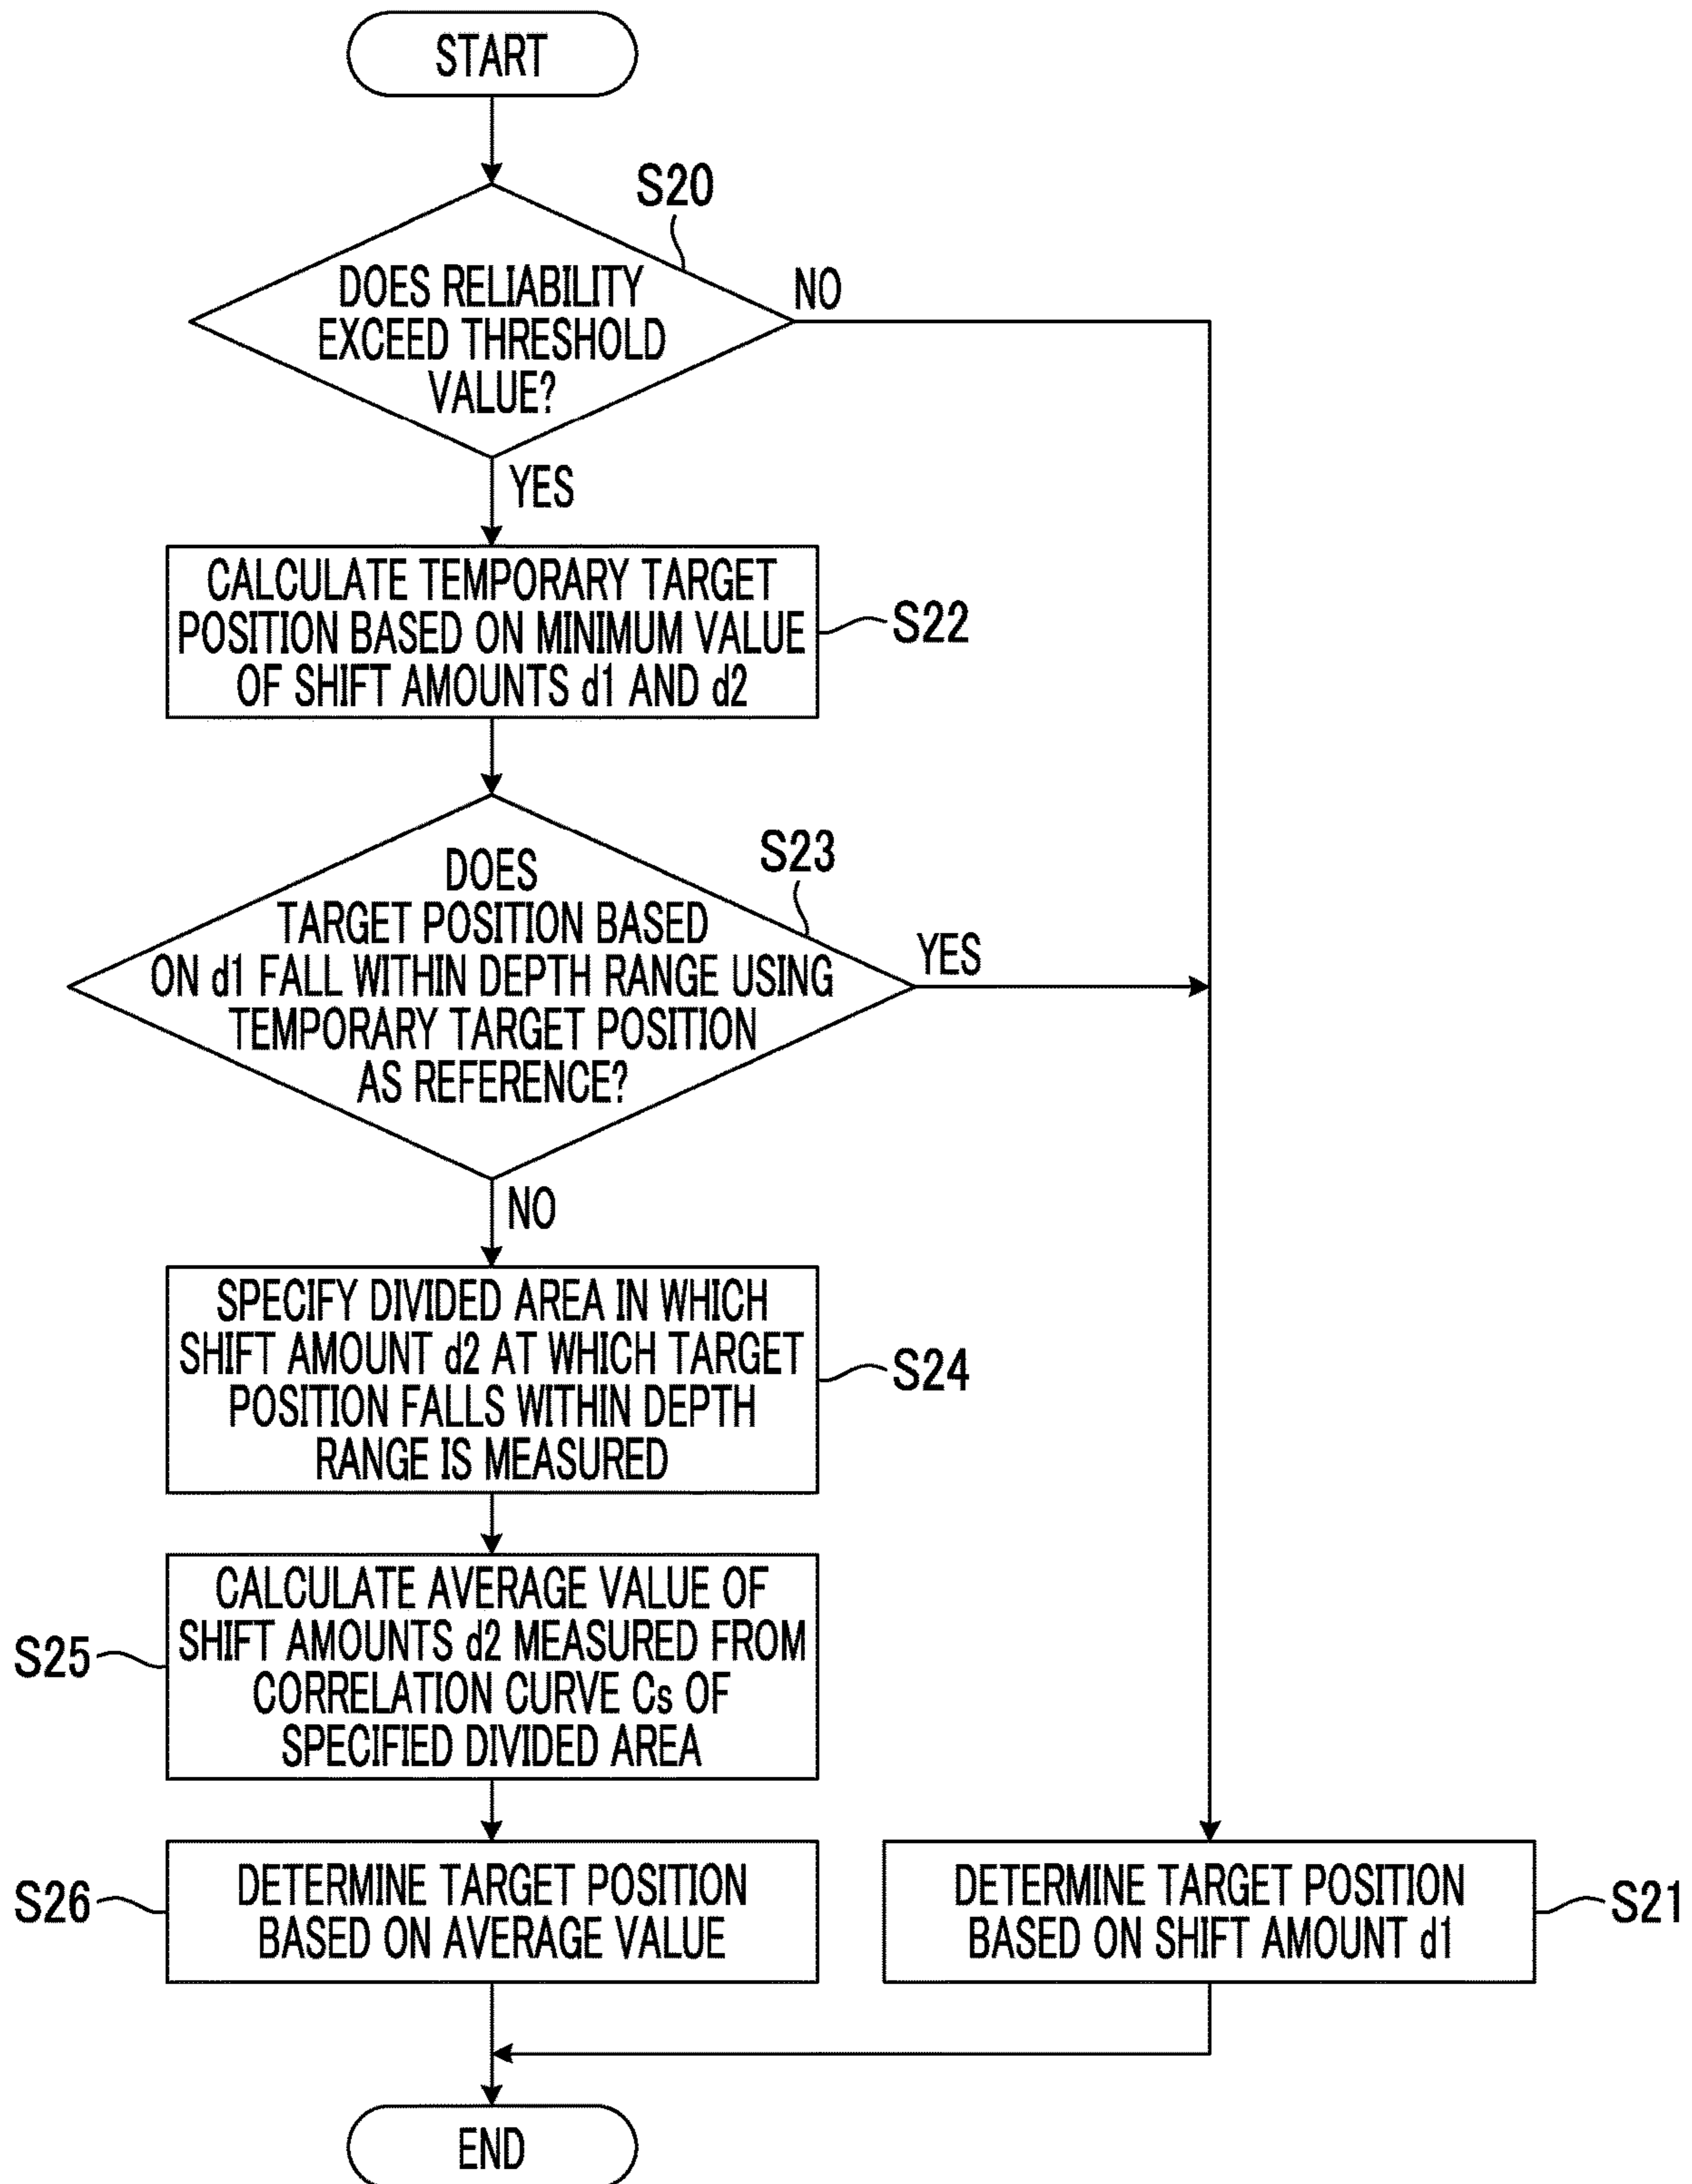 START
S20
DOES RELIABILITY
EXCEED THRESHOLD
VALUE?
NO
YES
CALCULATE TEMPORARY TARGET
POSITION BASED ON MINIMUM VALUE
OF SHIFT AMOUNTS d1 AND d2
S22
S23
DOES
TARGET POSITION BASED
ON d1 FALL WITHIN DEPTH RANGE USING
TEMPORARY TARGET POSITION
AS REFERENCE?
YES
NO
SPECIFY DIVIDED AREA IN WHICH
SHIFT AMOUNT d2 AT WHICH TARGET
POSITION FALLS WITHIN DEPTH
RANGE IS MEASURED
S24
CALCULATE AVERAGE VALUE OF
SHIFT AMOUNTS d2 MEASURED FROM
CORRELATION CURVE Cs OF
SPECIFIED DIVIDED AREA
S25
DETERMINE TARGET POSITION
BASED ON AVERAGE VALUE
S26
DETERMINE TARGET POSITION
BASED ON SHIFT AMOUNT d1
S21
END